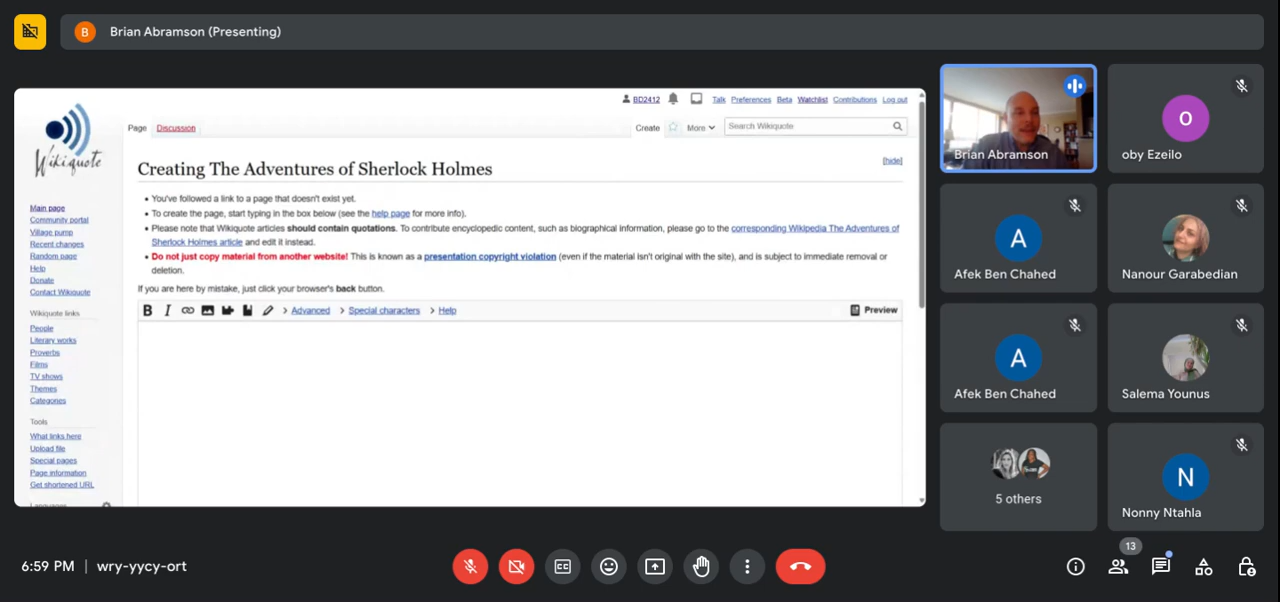 B Brian Abramson (Presenting)
BD2412 Talk Preferences Beta Watchlist Contributions Log out
Page Discussion Create More Search Wikiquote
Wikiquote
Creating The Adventures of Sherlock Holmes [hide]
You've followed a link to a page that doesn't exist yet.
To create the page, start typing in the box below (see the help page for more info).
Please note that Wikiquote articles should contain quotations. To contribute encyclopedic content, such as biographical information, please go to the corresponding Wikipedia The Adventures of
Sherlock Holmes article and edit it instead.
Do not just copy material from another website! This is known as a presentation copyright violation (even if the material isn't original with the site), and is subject to immediate removal or
deletion.
If you are here by mistake, just click your browser's back button.
B I Advanced Special characters Help Preview
Main page
Community portal
Village pump
Recent changes
Random page
Help
Donate
Contact Wikiquote
Wikiquote links
People
Literary works
Proverbs
Films
TV shows
Themes
Categories
Tools
What links here
Upload file
Special pages
Page information
Get shortened URL
Languages
Brian Abramson
O
oby Ezeilo
A
Afek Ben Chahed
Nanour Garabedian
A
Afek Ben Chahed
Salema Younus
5 others
N
Nonny Ntahla
6:59 PM | wry-yycy-ort
13